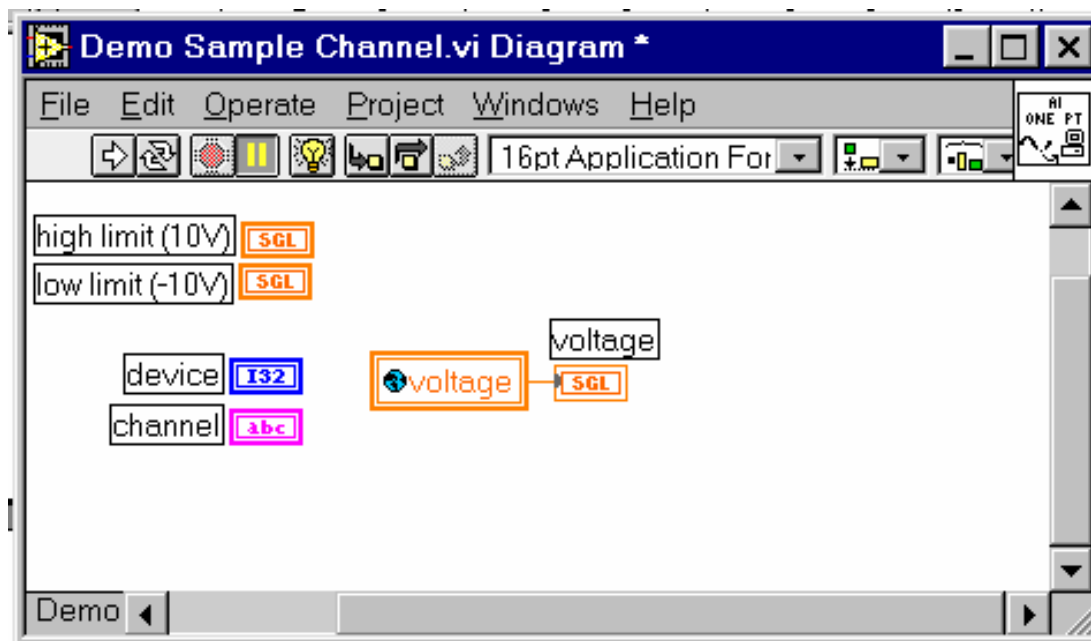 Demo Sample Channel.vi Diagram *
File Edit Operate Project Windows Help
AI
ONE PT
16pt Application For
high limit (10V) SGL
low limit (-10V) SGL
voltage
device I32
voltage SGL
channel abc
Demo